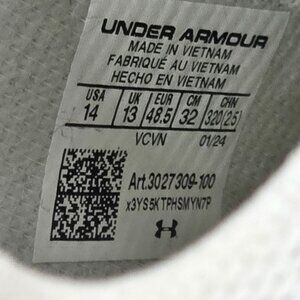 UNDER ARMOUR
MADE IN VIETNAM
FABRIQUÉ AU VIETNAM
HECHO EN VIETNAM
USA UK EUR CM CHN
14 13 48.5 32 320(2.5)
VCVN 01/24
Art.3027309-100
x3YS5KTPHSMYN7P